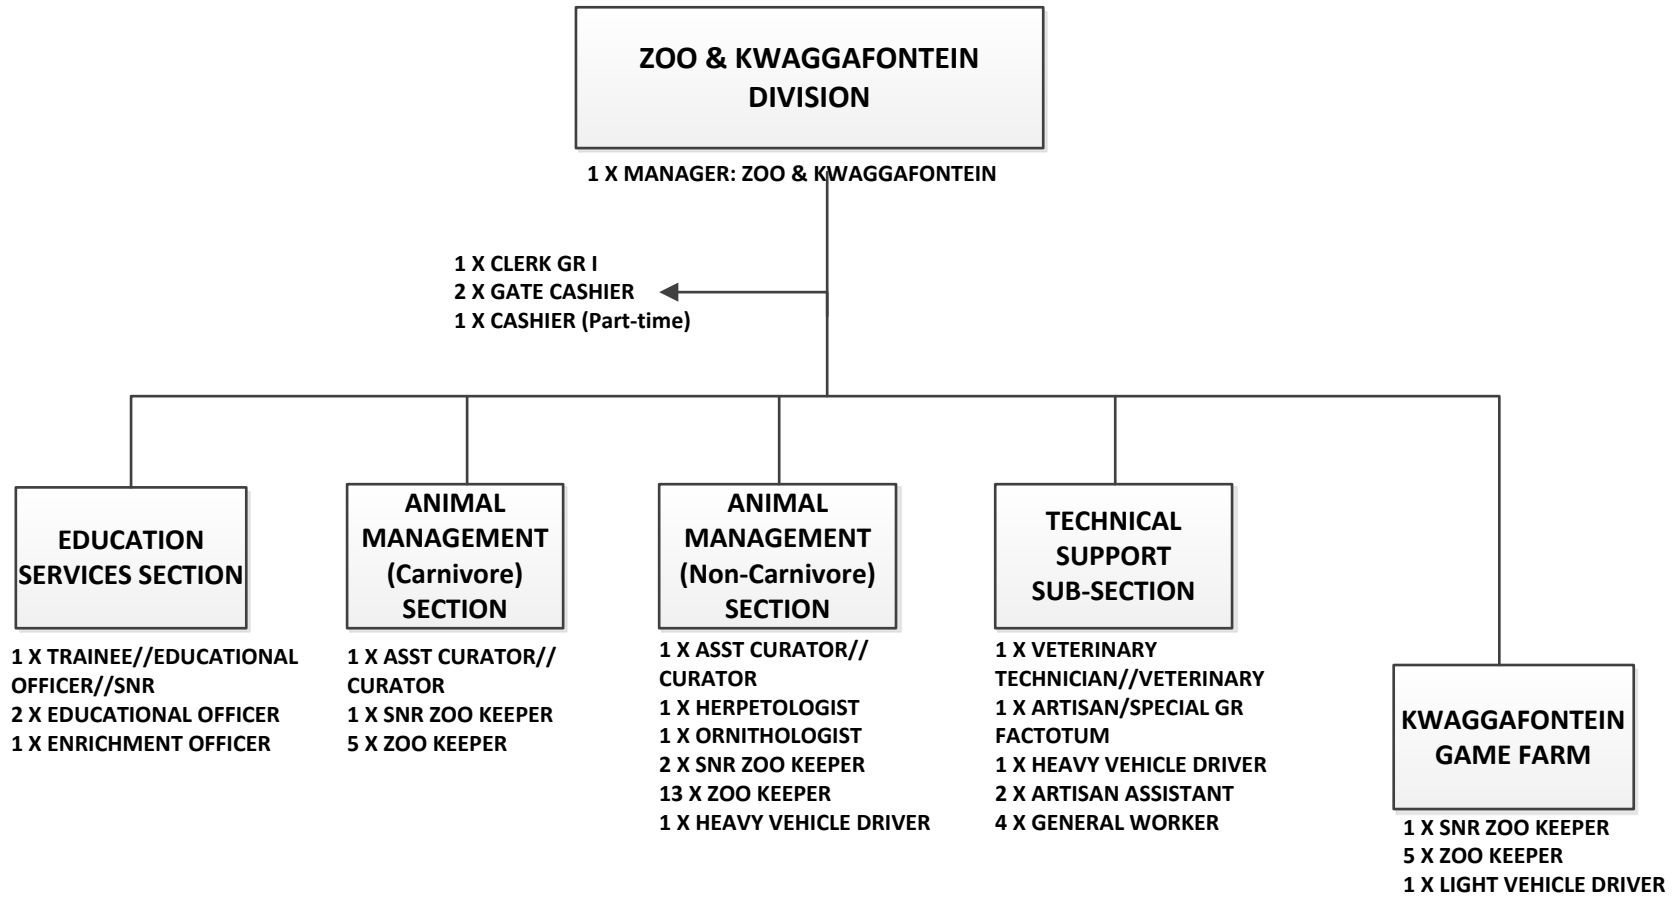 ZOO & KWAGGAFONTEIN
DIVISION
1 X MANAGER: ZOO & KWAGGAFONTEIN
1 X CLERK GR I
2 X GATE CASHIER
1 X CASHIER (Part-time)
EDUCATION
SERVICES SECTION
1 X TRAINEE//EDUCATIONAL
OFFICER//SNR
2 X EDUCATIONAL OFFICER
1 X ENRICHMENT OFFICER
ANIMAL
MANAGEMENT
(Carnivore)
SECTION
1 X ASST CURATOR//
CURATOR
1 X SNR ZOO KEEPER
5 X ZOO KEEPER
ANIMAL
MANAGEMENT
(Non-Carnivore)
SECTION
1 X ASST CURATOR//
CURATOR
1 X HERPETOLOGIST
1 X ORNITHOLOGIST
2 X SNR ZOO KEEPER
13 X ZOO KEEPER
1 X HEAVY VEHICLE DRIVER
TECHNICAL
SUPPORT
SUB-SECTION
1 X VETERINARY
TECHNICIAN//VETERINARY
1 X ARTISAN/SPECIAL GR
FACTOTUM
1 X HEAVY VEHICLE DRIVER
2 X ARTISAN ASSISTANT
4 X GENERAL WORKER
KWAGGAFONTEIN
GAME FARM
1 X SNR ZOO KEEPER
5 X ZOO KEEPER
1 X LIGHT VEHICLE DRIVER